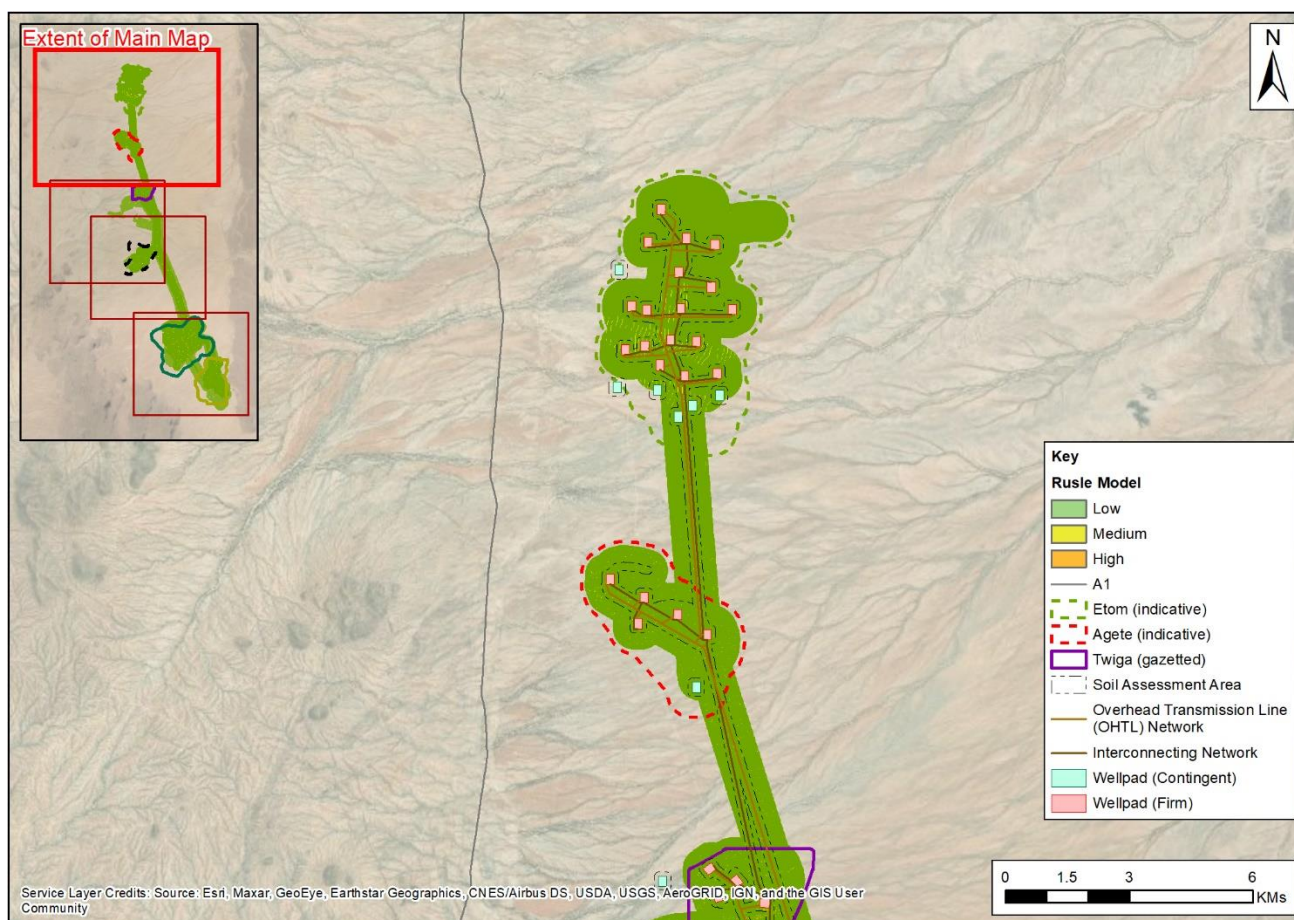 Extent of Main Map
N
Key
Rusle Model
Low
Medium
High
A1
Etom (indicative)
Agete (indicative)
Twiga (gazetted)
Soil Assessment Area
Overhead Transmission Line
(OHTL) Network
Interconnecting Network
Wellpad (Contingent)
Wellpad (Firm)
0 1.5 3 6
KMs
Service Layer Credits: Source: Esri, Maxar, GeoEye, Earthstar Geographics, CNES/Airbus DS, USDA, USGS, AeroGRID, IGN, and the GIS User
Community